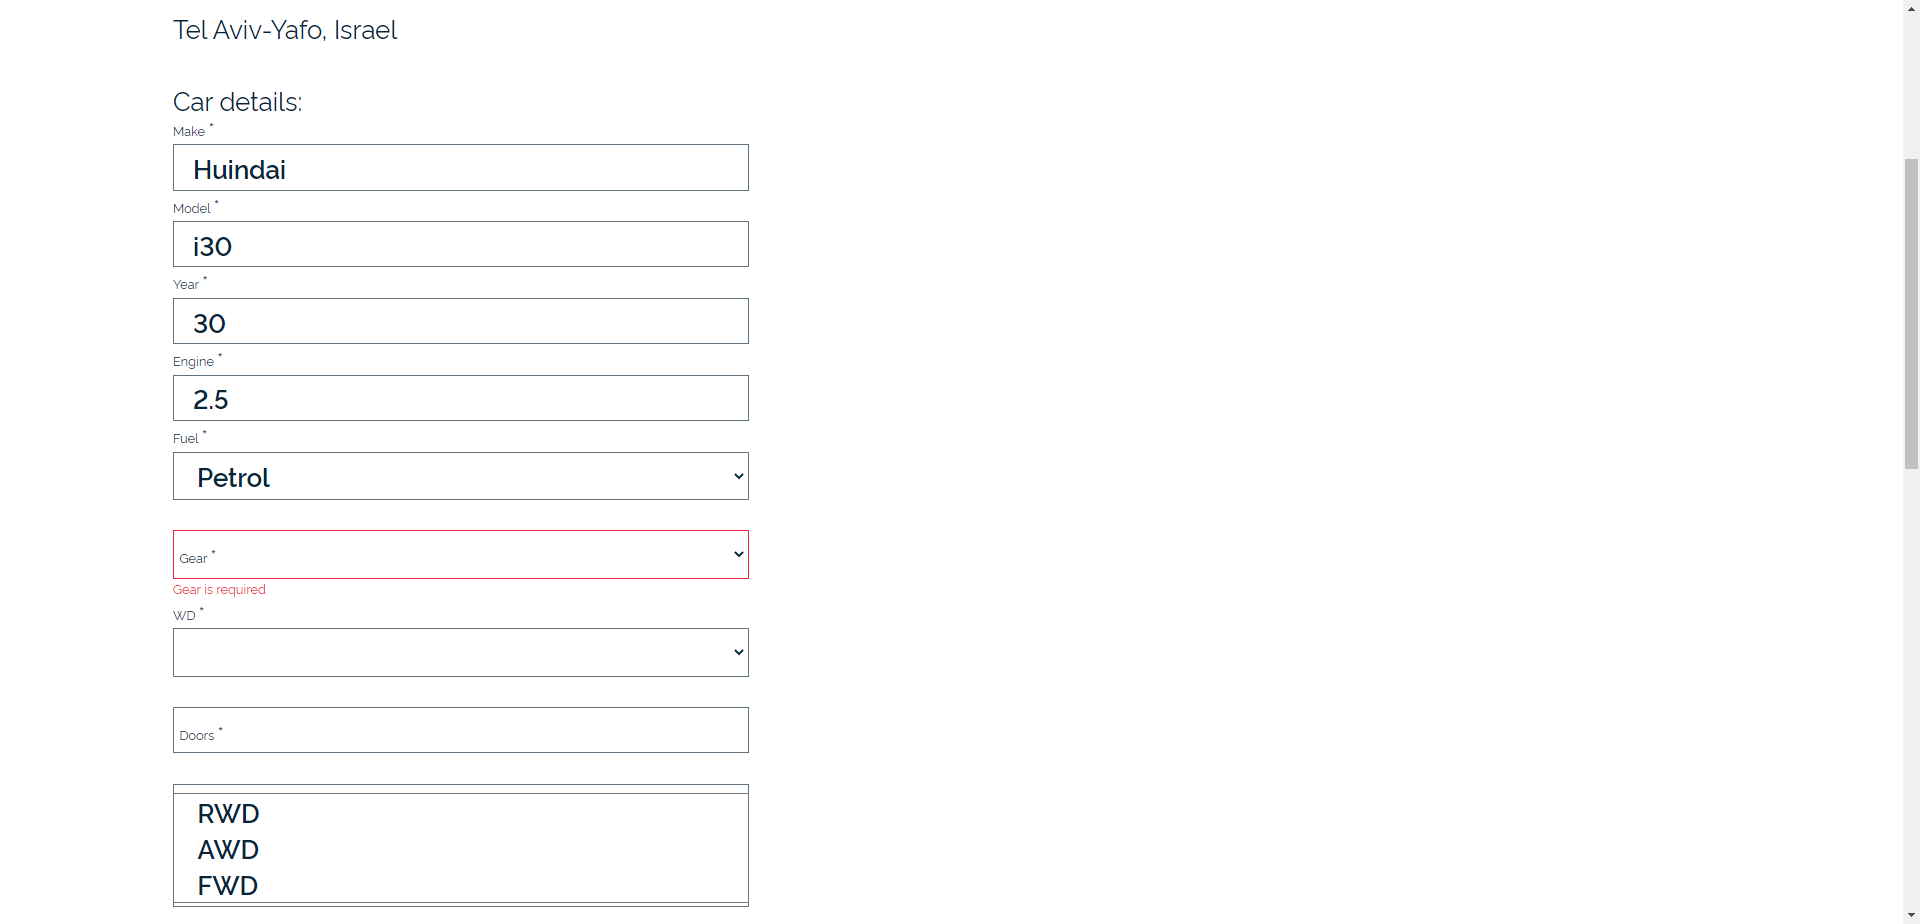 Tel Aviv-Yafo, Israel
Car details:
Make *
Huindai
Model *
i30
Year *
30
Engine *
2.5
Fuel *
Petrol
Gear *
Gear is required
WD *
Doors *
RWD
AWD
FWD